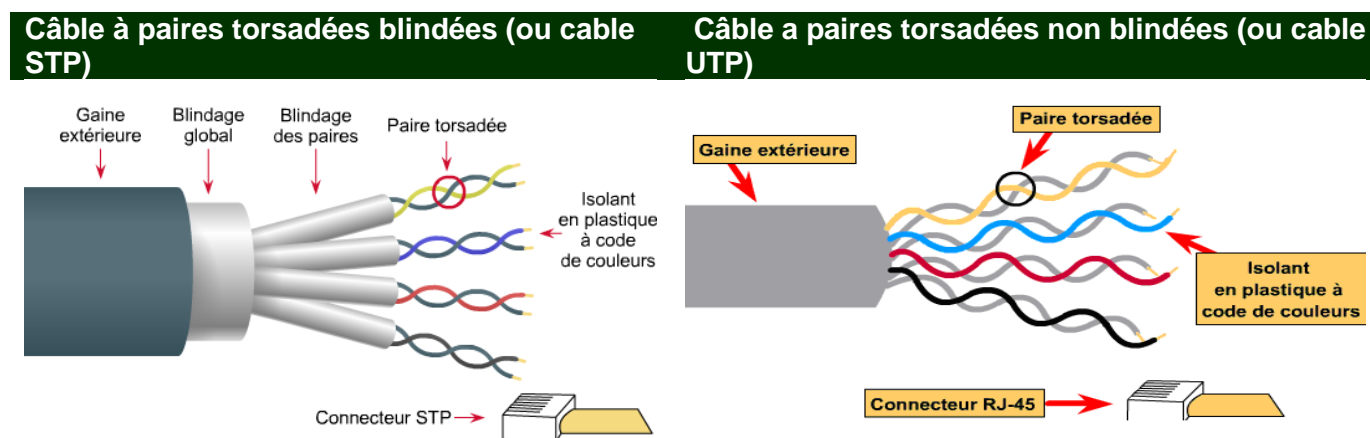 Câble à paires torsadées blindées (ou cable
STP)
Câble a paires torsadées non blindées (ou cable
UTP)
Gaine
extérieure
Blindage
global
Blindage
des paires
Paire torsadée
Isolant
en plastique
à code
de couleurs
Connecteur STP
Paire torsadée
Gaine extérieure
Isolant
en plastique à
code de couleurs
Connecteur RJ-45